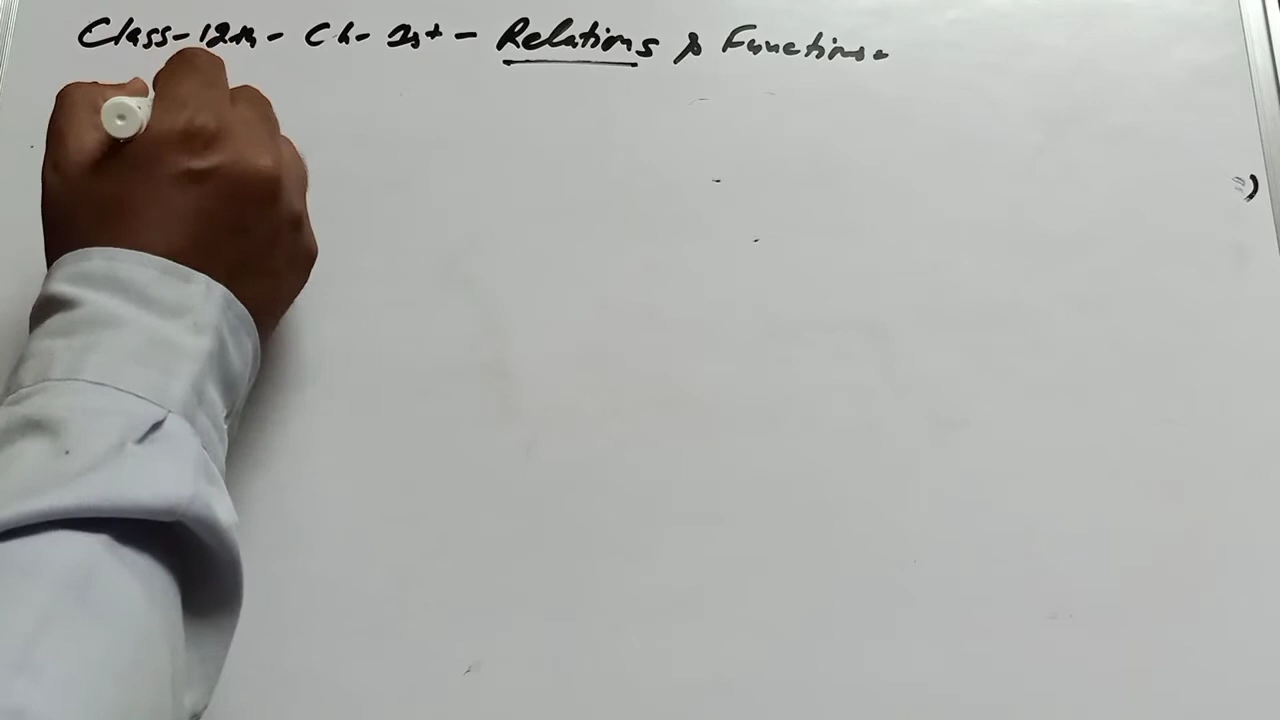 Class-12th - Ch- 1st - Relations & Functions.